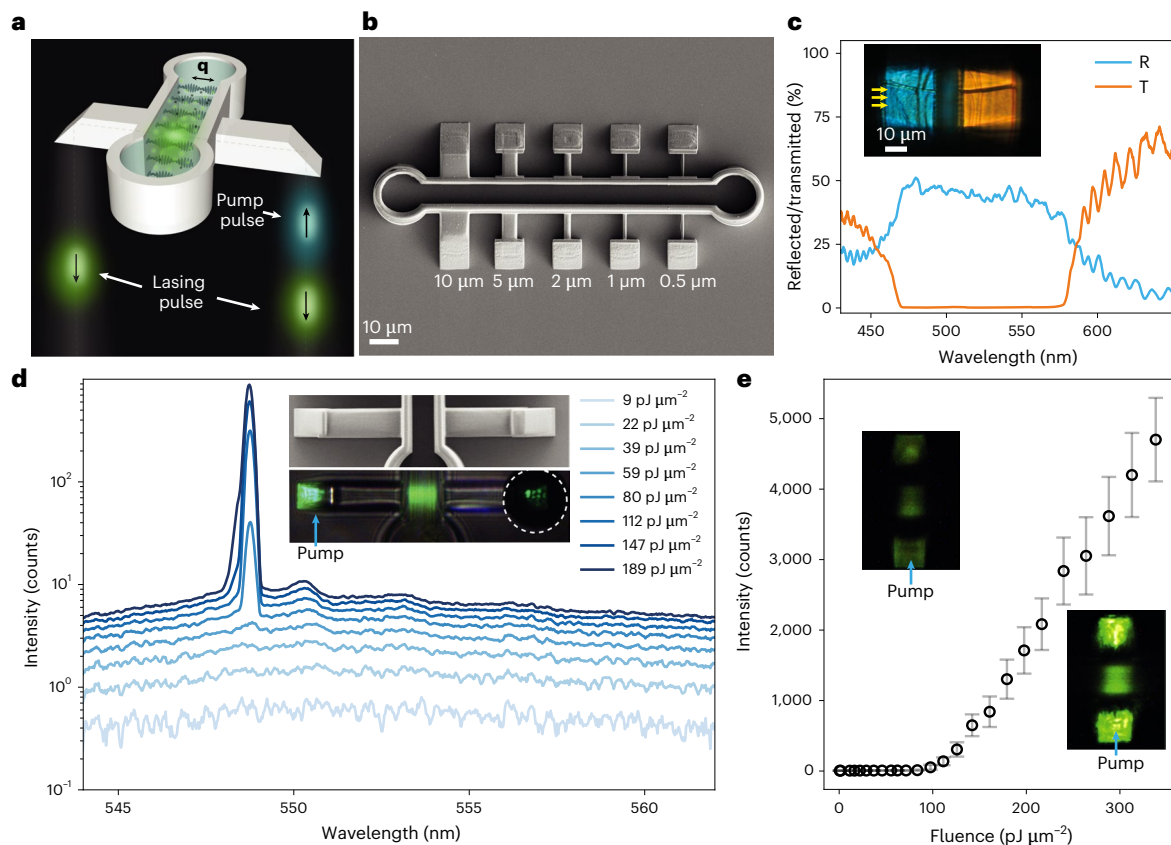 a
q
Pump
pulse
Lasing
pulse
b
10 μm 5 μm 2 μm 1 μm 0.5 μm
10 μm
c
100
75
50
25
0
Reflected/transmitted (%)
R
T
10 μm
450 500 550 600
Wavelength (nm)
d
10²
10¹
10⁰
10⁻¹
Intensity (counts)
9 pJ μm⁻²
22 pJ μm⁻²
39 pJ μm⁻²
59 pJ μm⁻²
80 pJ μm⁻²
112 pJ μm⁻²
147 pJ μm⁻²
189 pJ μm⁻²
Pump
545 550 555 560
Wavelength (nm)
e
5,000
4,000
3,000
2,000
1,000
0
Intensity (counts)
Pump
Pump
0 100 200 300
Fluence (pJ μm⁻²)